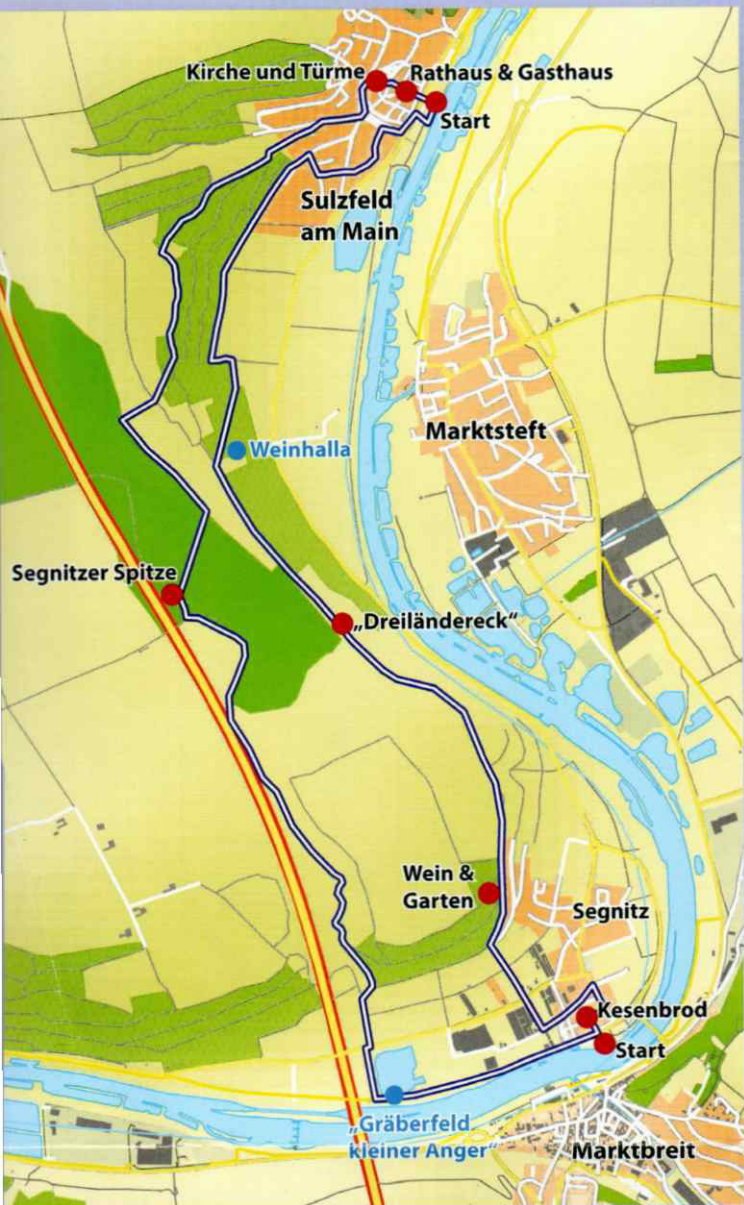 Kirche und Türme
Rathaus & Gasthaus
Start
Sulzfeld
am Main
Marktsteft
Weinhalla
Segnitzer Spitze
„Dreiländereck“
Wein &
Garten
Segnitz
Kesenbrod
Start
„Gräberfeld
kleiner Anger“
Marktbreit